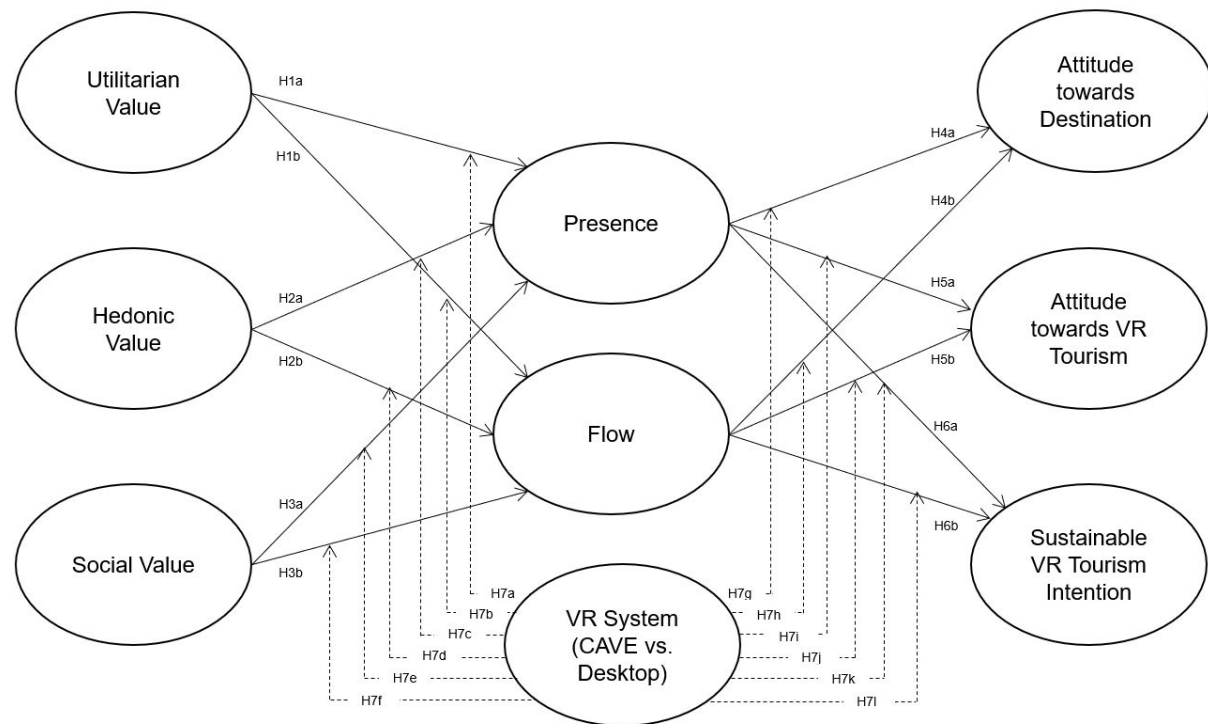 Utilitarian
Value
Hedonic
Value
Social Value
H1a
H1b
H2a
H2b
H3a
H3b
Presence
Flow
VR System
(CAVE vs.
Desktop)
H7a
H7b
H7c
H7d
H7e
H7f
H7g
H7h
H7i
H7j
H7k
H7l
H4a
H4b
H5a
H5b
H6a
H6b
Attitude
towards
Destination
Attitude
towards VR
Tourism
Sustainable
VR Tourism
Intention